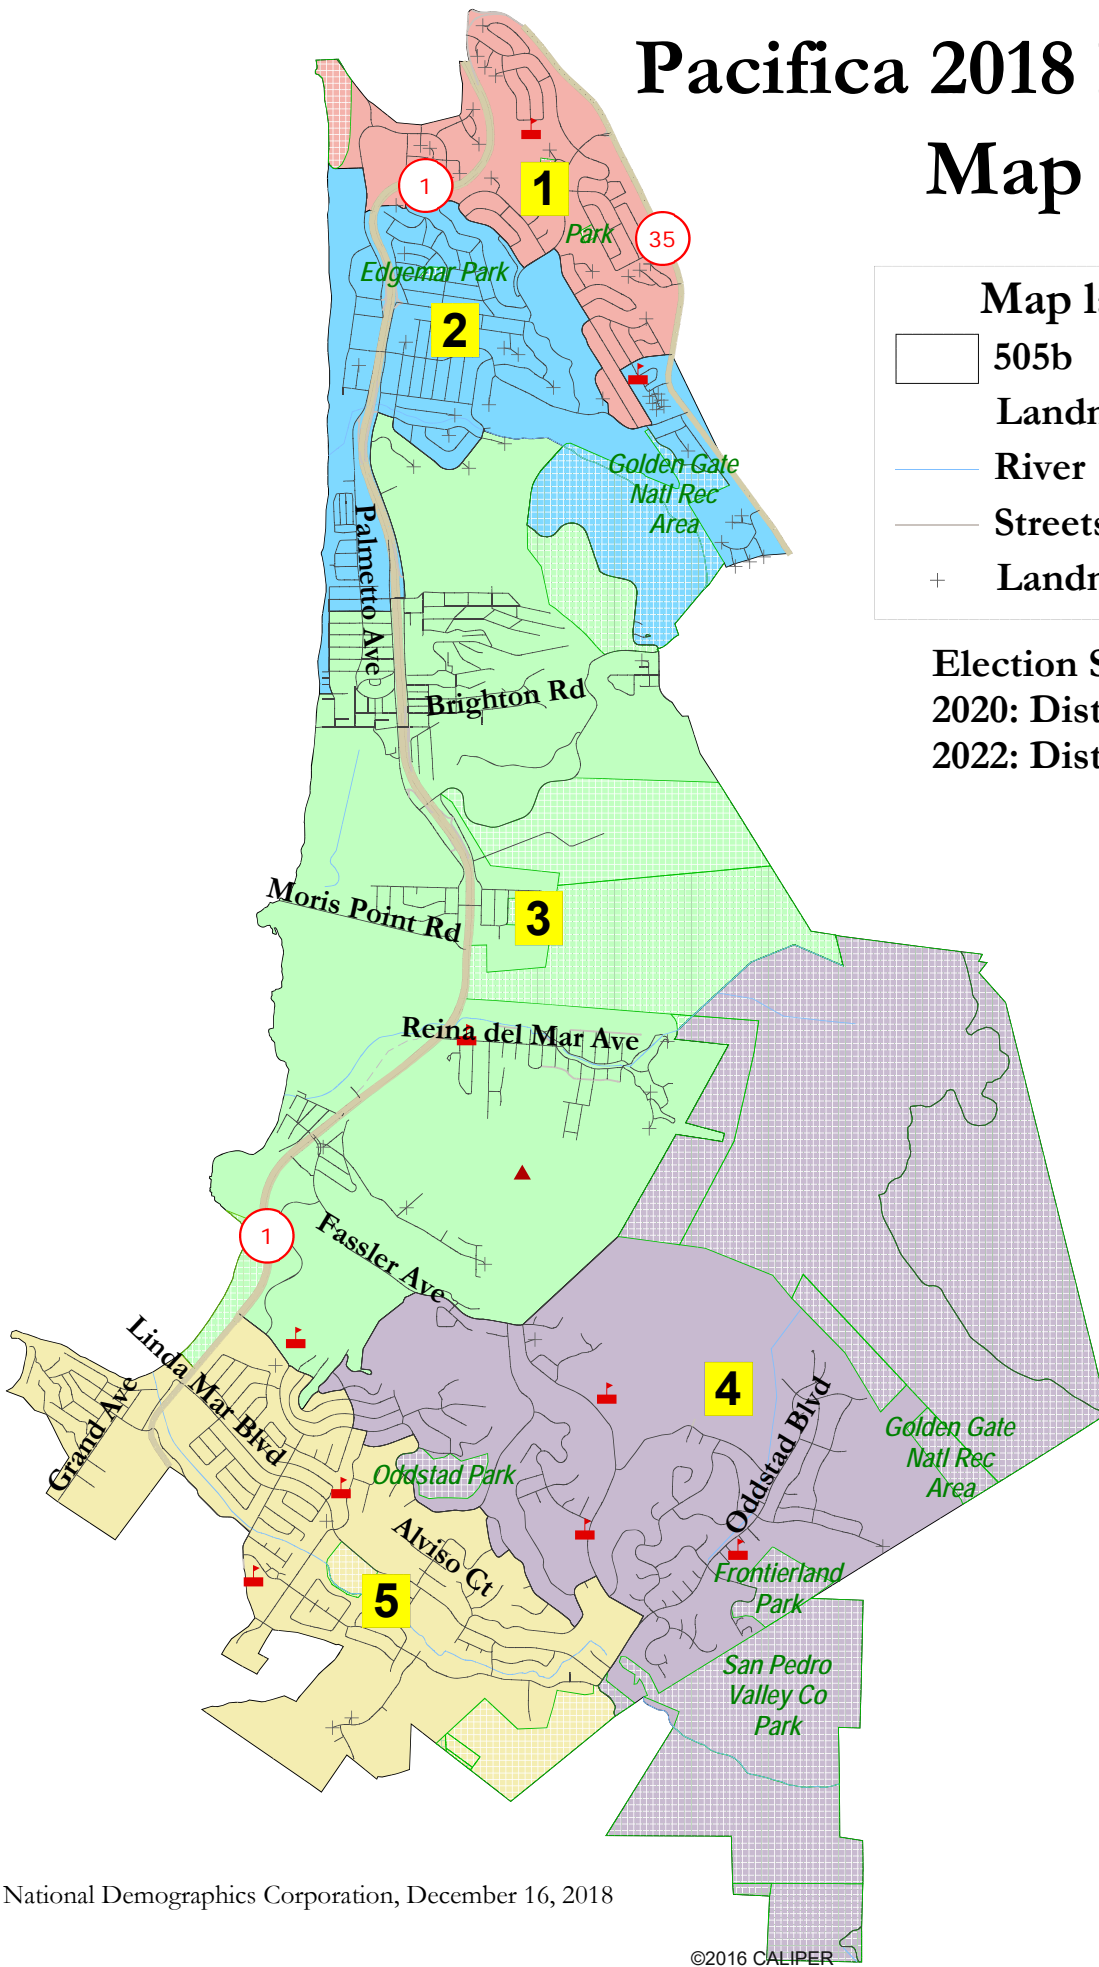 Pacifica 2018
Map
1
1
Park
35
Edgemar Park
2
Map
505b
River
Streets
+
Golden Gate
Natl Rec
Area
Palmetto Ave
Election
2020:
2022:
Brighton Rd
Moris Point Rd
3
Reina del Mar Ave
1
Fassler Ave
Linda Mar Blvd
Grand Ave
4
Oddstad Blvd
Golden Gate
Natl Rec
Area
Oddstad Park
Alviso Ct
5
Frontierland
Park
San Pedro
Valley Co
Park
National Demographics Corporation, December 16, 2018
©2016 CALIPER